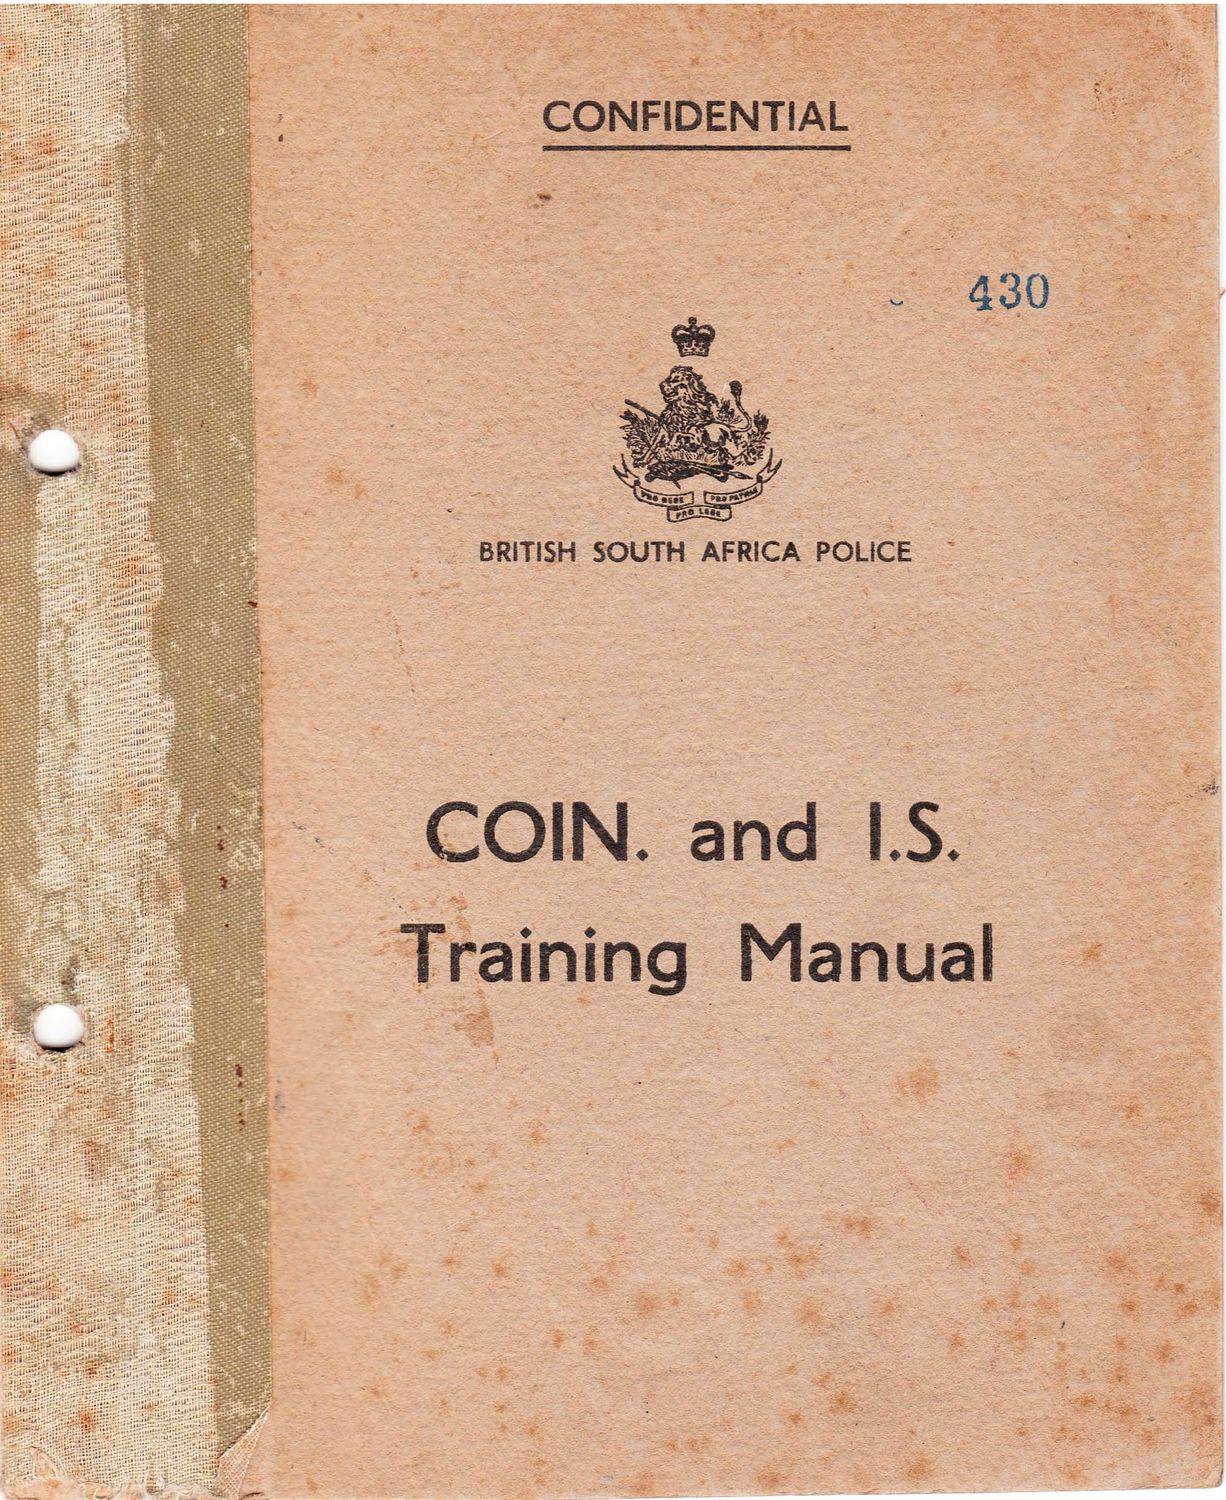 CONFIDENTIAL
430
PRO REGE PRO PATRIA
PRO LEGE
BRITISH SOUTH AFRICA POLICE
COIN. and I.S.
Training Manual